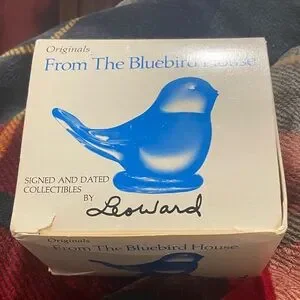 Originals
From The Bluebird House
SIGNED AND DATED
COLLECTIBLES
BY
Leo Ward
Originals
From The Bluebird House